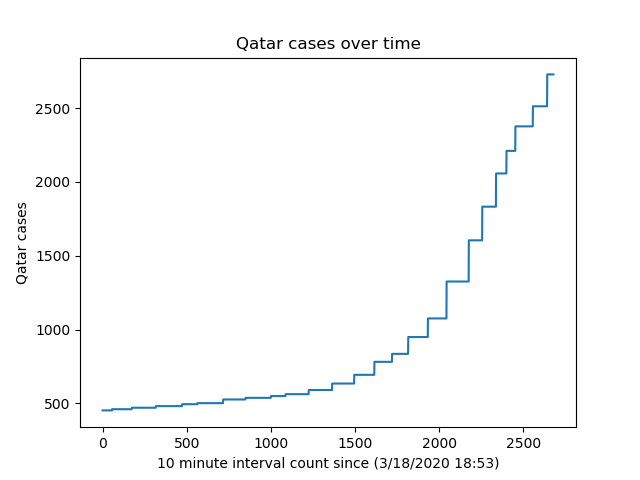 Qatar cases over time
2500
2000
1500
1000
500
Qatar cases
0 500 1000 1500 2000 2500
10 minute interval count since (3/18/2020 18:53)